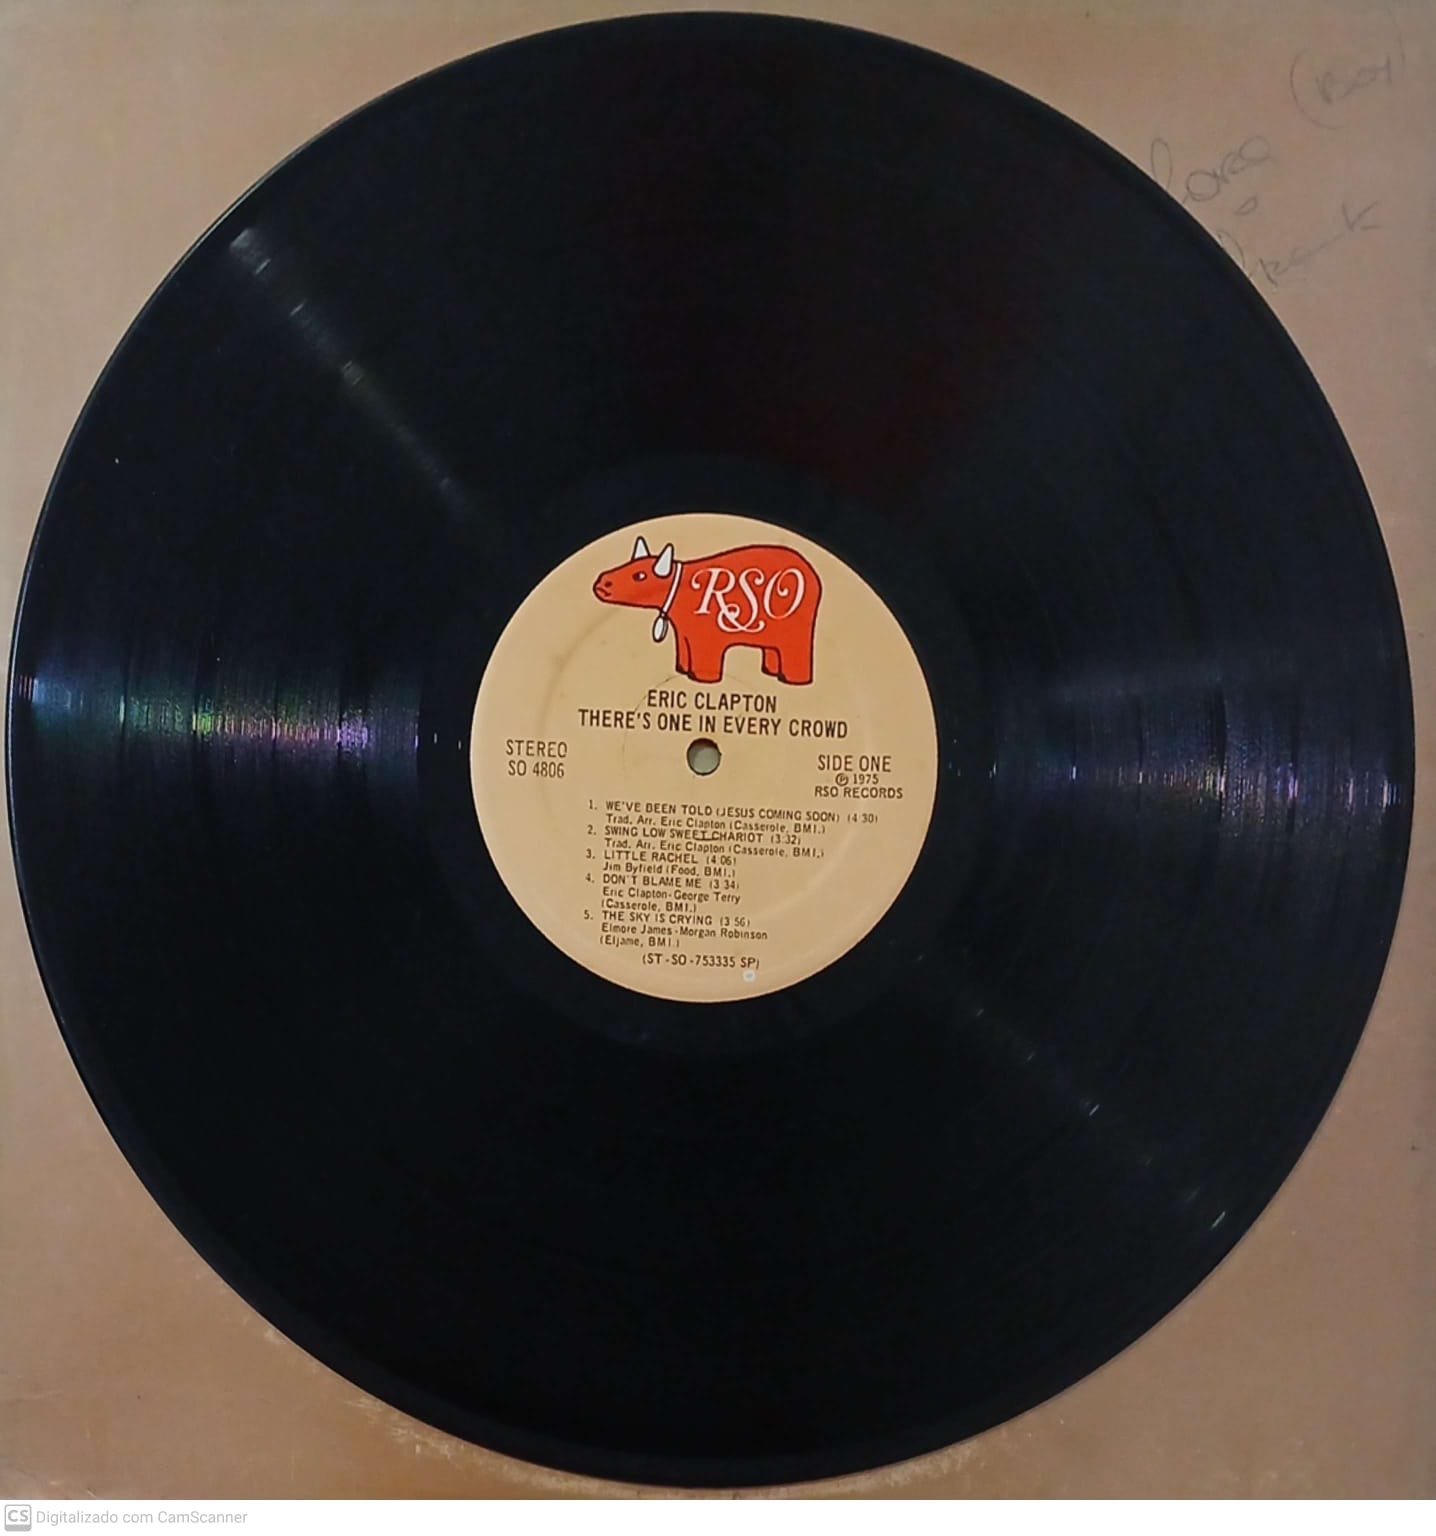 RSO
ERIC CLAPTON
THERE'S ONE IN EVERY CROWD
STEREO
SO 4806
SIDE ONE
℗ 1975
RSO RECORDS
1. WE'VE BEEN TOLD (JESUS COMING SOON) (4:30)
Trad. Arr. Eric Clapton (Casserole, BMI.)
2. SWING LOW SWEET CHARIOT (3:32)
Trad. Arr. Eric Clapton (Casserole, BMI.)
3. LITTLE RACHEL (4:06)
Jim Byfield (Food, BMI.)
4. DON'T BLAME ME (3:34)
Eric Clapton-George Terry
(Casserole, BMI.)
5. THE SKY IS CRYING (3:56)
Elmore James-Morgan Robinson
(Eljame, BMI.)
(ST-SO-753335 SP)
CS Digitalizado com CamScanner